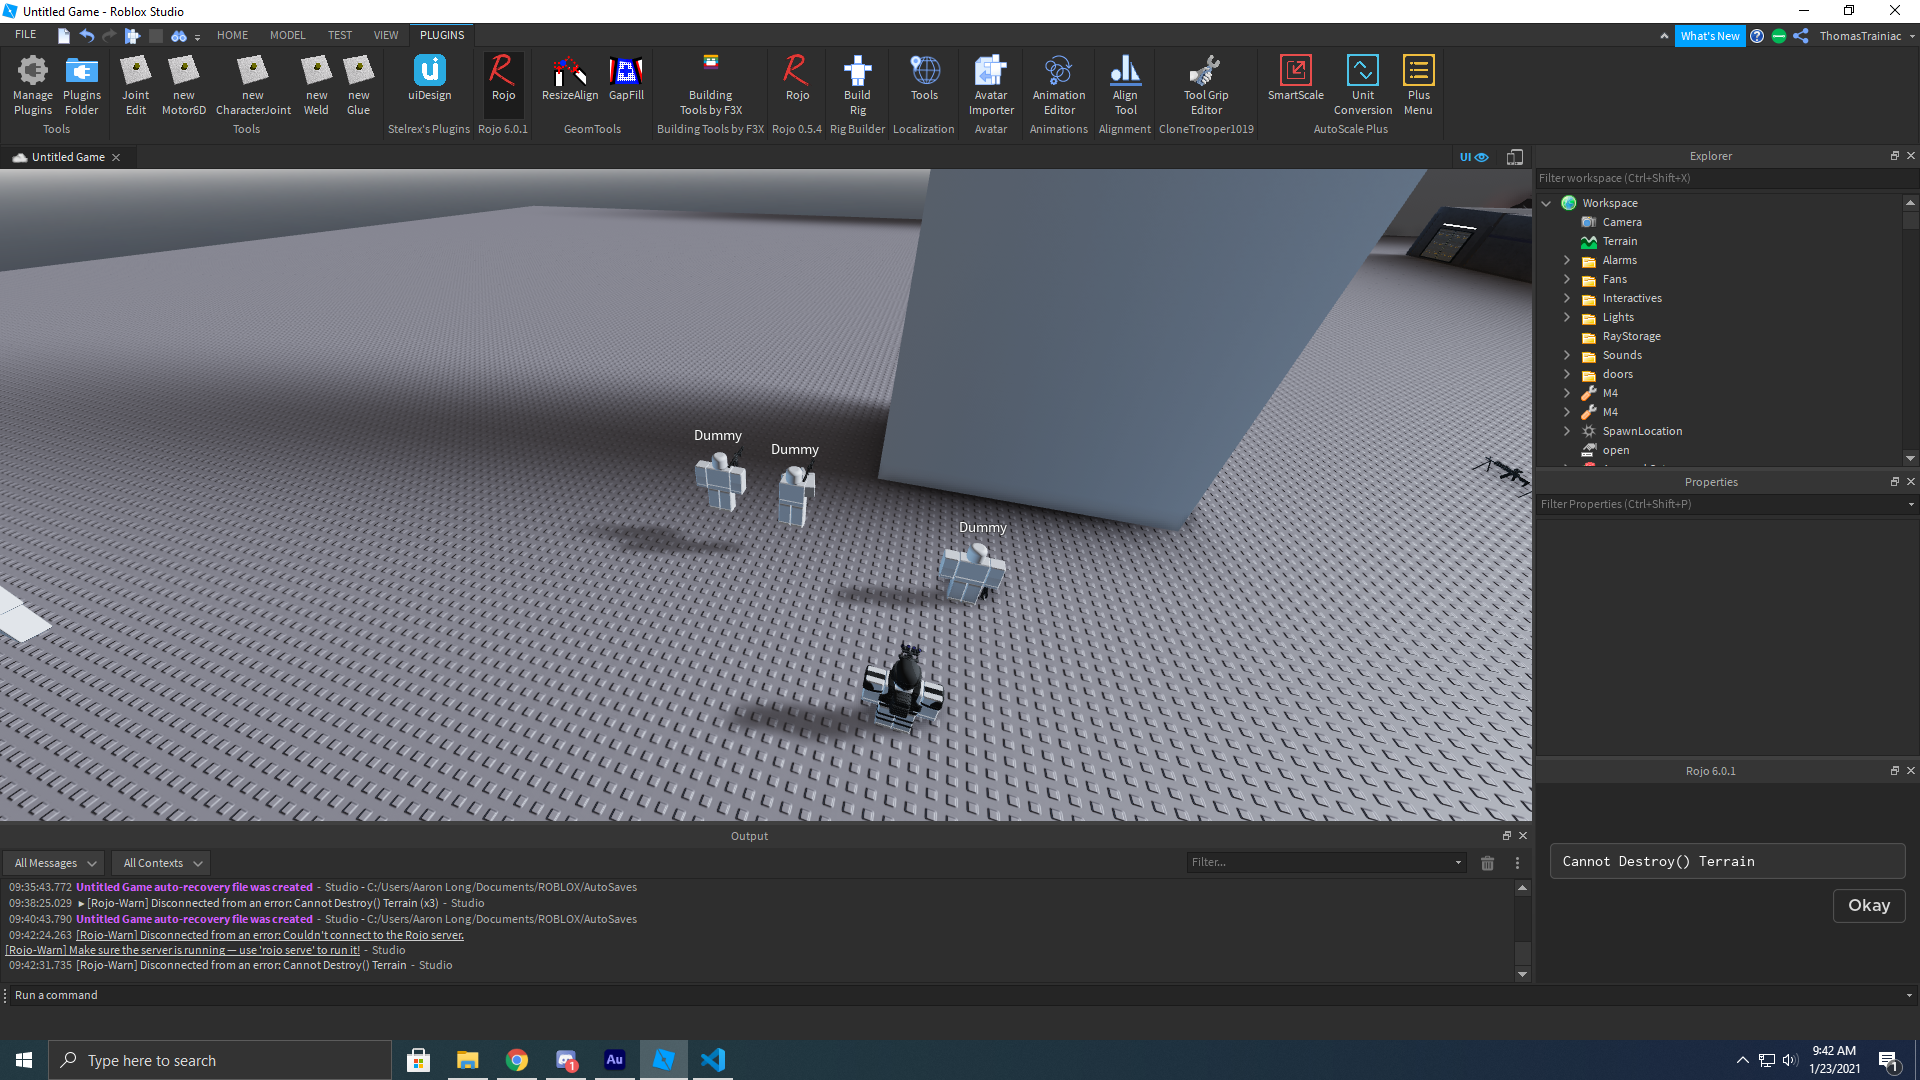 Untitled Game - Roblox Studio
FILE HOME MODEL TEST VIEW PLUGINS What's New ThomasTrainiac
Manage Plugins
Plugins Folder
Tools
Joint Edit
new Motor6D
new CharacterJoint
new Weld
new Glue
Tools
uiDesign
Stelrex's Plugins
Rojo
Rojo 6.0.1
ResizeAlign
GapFill
GeomTools
Building Tools by F3X
Building Tools by F3X
Rojo
Rojo 0.5.4
Build Rig
Rig Builder
Tools
Localization
Avatar Importer
Avatar
Animation Editor
Animations
Align Tool
Alignment
Tool Grip Editor
CloneTrooper1019
SmartScale
Unit Conversion
Plus Menu
AutoScale Plus
Untitled Game
UI
Dummy
Dummy
Dummy
Explorer
Filter workspace (Ctrl+Shift+X)
Workspace
Camera
Terrain
Alarms
Fans
Interactives
Lights
RayStorage
Sounds
doors
M4
M4
SpawnLocation
open
Properties
Filter Properties (Ctrl+Shift+P)
Rojo 6.0.1
Cannot Destroy() Terrain
Okay
Output
All Messages All Contexts Filter...
09:35:43.772 Untitled Game auto-recovery file was created - Studio - C:/Users/Aaron Long/Documents/ROBLOX/AutoSaves
09:38:25.029 ▸[Rojo-Warn] Disconnected from an error: Cannot Destroy() Terrain (x3) - Studio
09:40:43.790 Untitled Game auto-recovery file was created - Studio - C:/Users/Aaron Long/Documents/ROBLOX/AutoSaves
09:42:24.263 [Rojo-Warn] Disconnected from an error: Couldn't connect to the Rojo server.
[Rojo-Warn] Make sure the server is running — use 'rojo serve' to run it! - Studio
09:42:31.735 [Rojo-Warn] Disconnected from an error: Cannot Destroy() Terrain - Studio
Run a command
Type here to search
Au
1
9:42 AM
1/23/2021
1